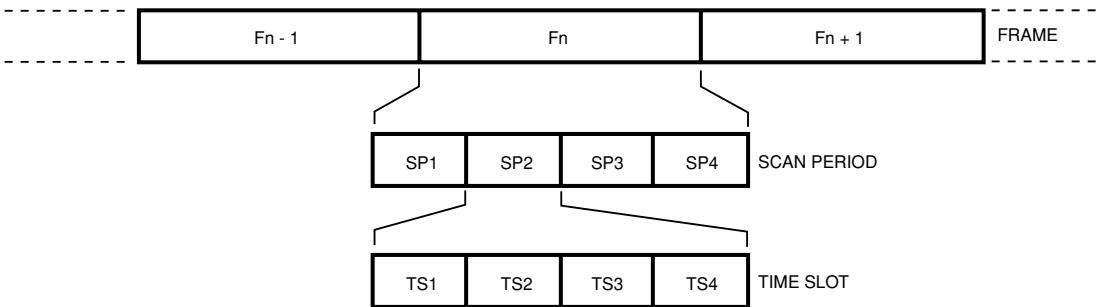 Fn - 1 Fn Fn + 1 FRAME
SP1 SP2 SP3 SP4 SCAN PERIOD
TS1 TS2 TS3 TS4 TIME SLOT